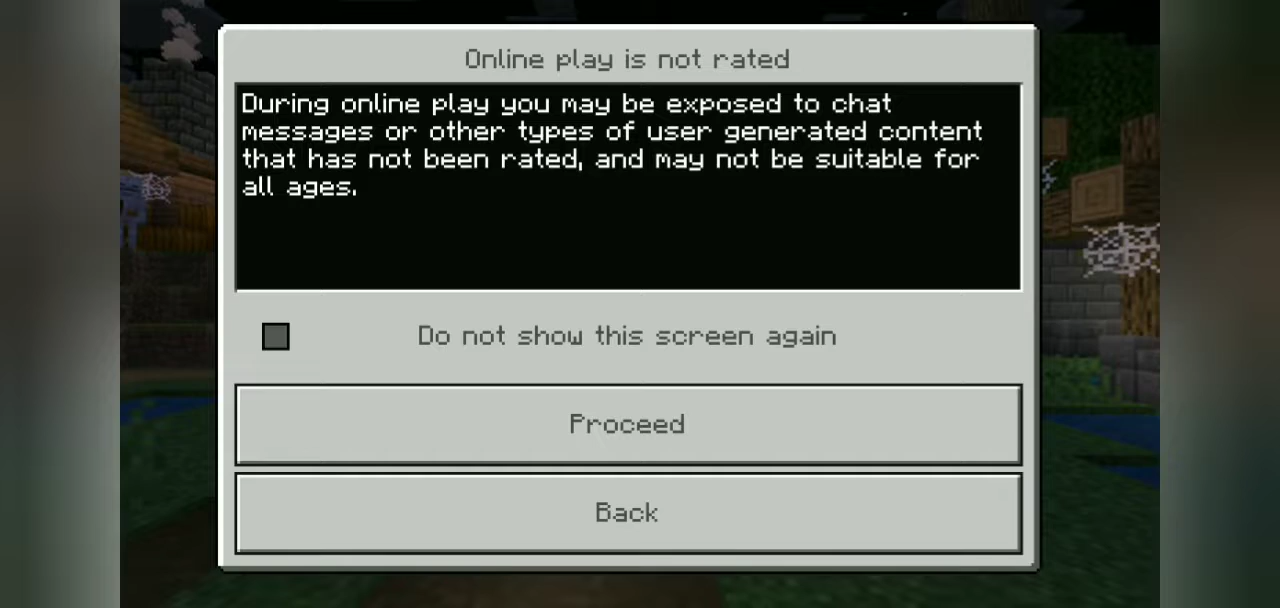 Online play is not rated
During online play you may be exposed to chat
messages or other types of user generated content
that has not been rated, and may not be suitable for
all ages.
Do not show this screen again
Proceed
Back